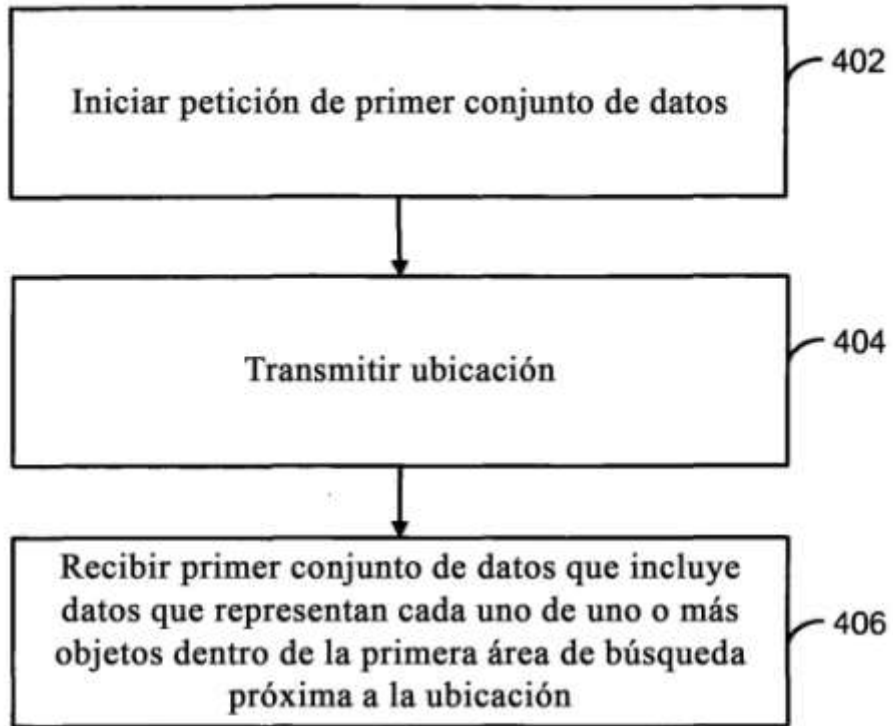 Iniciar petición de primer conjunto de datos
402
Transmitir ubicación
404
Recibir primer conjunto de datos que incluye
datos que representan cada uno de uno o más
objetos dentro de la primera área de búsqueda
próxima a la ubicación
406